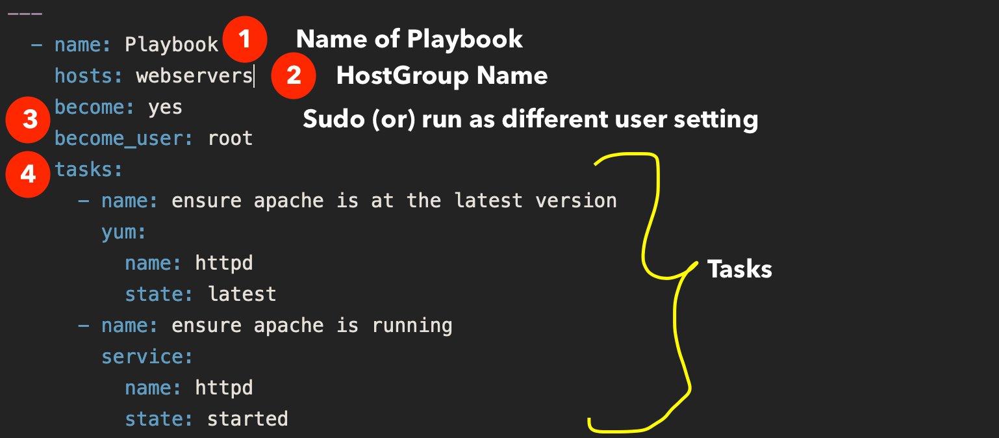 ---
- name: Playbook 1 Name of Playbook
hosts: webservers 2 HostGroup Name
3 become: yes Sudo (or) run as different user setting
become_user: root
4 tasks:
- name: ensure apache is at the latest version
yum:
name: httpd
state: latest
Tasks
- name: ensure apache is running
service:
name: httpd
state: started